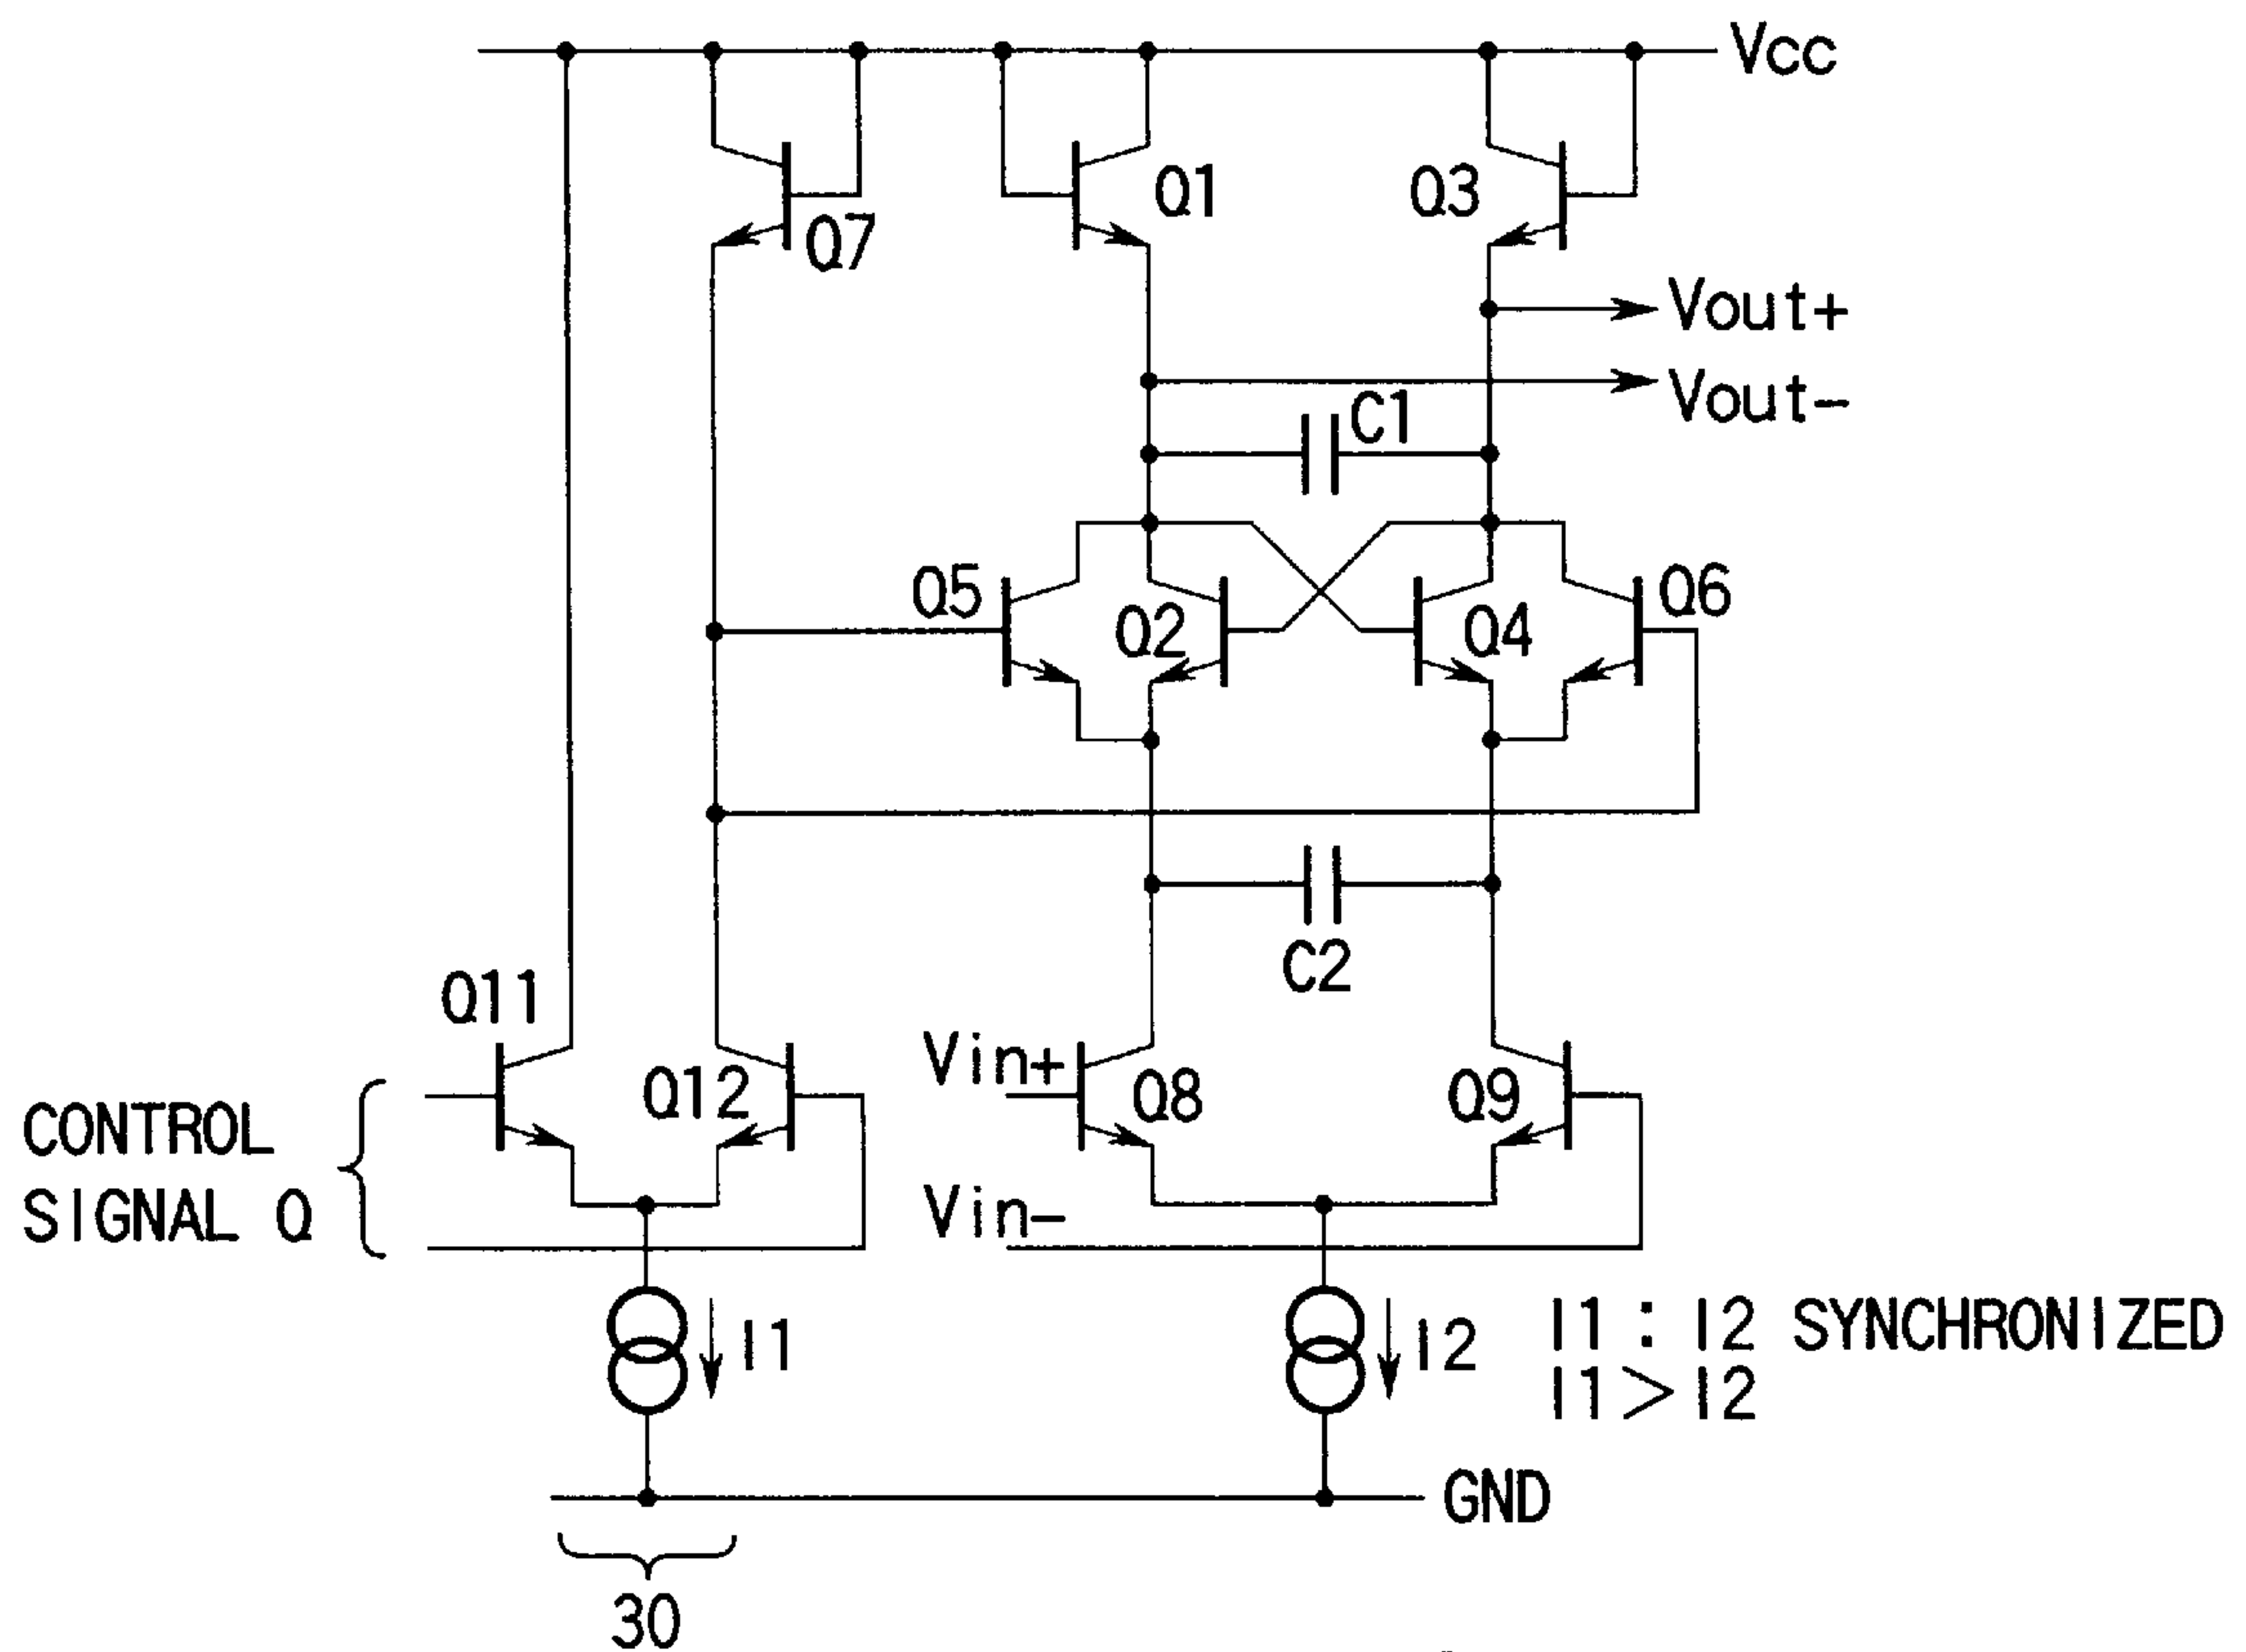 Vcc
Q1
Q3
Q7
Vout+
Vout-
C1
Q5
Q2
Q4
Q6
C2
Q11
Q12
Vin+
Q8
Q9
CONTROL
SIGNAL Q
Vin-
I1
I2
I1 : I2 SYNCHRONIZED
I1>I2
GND
30